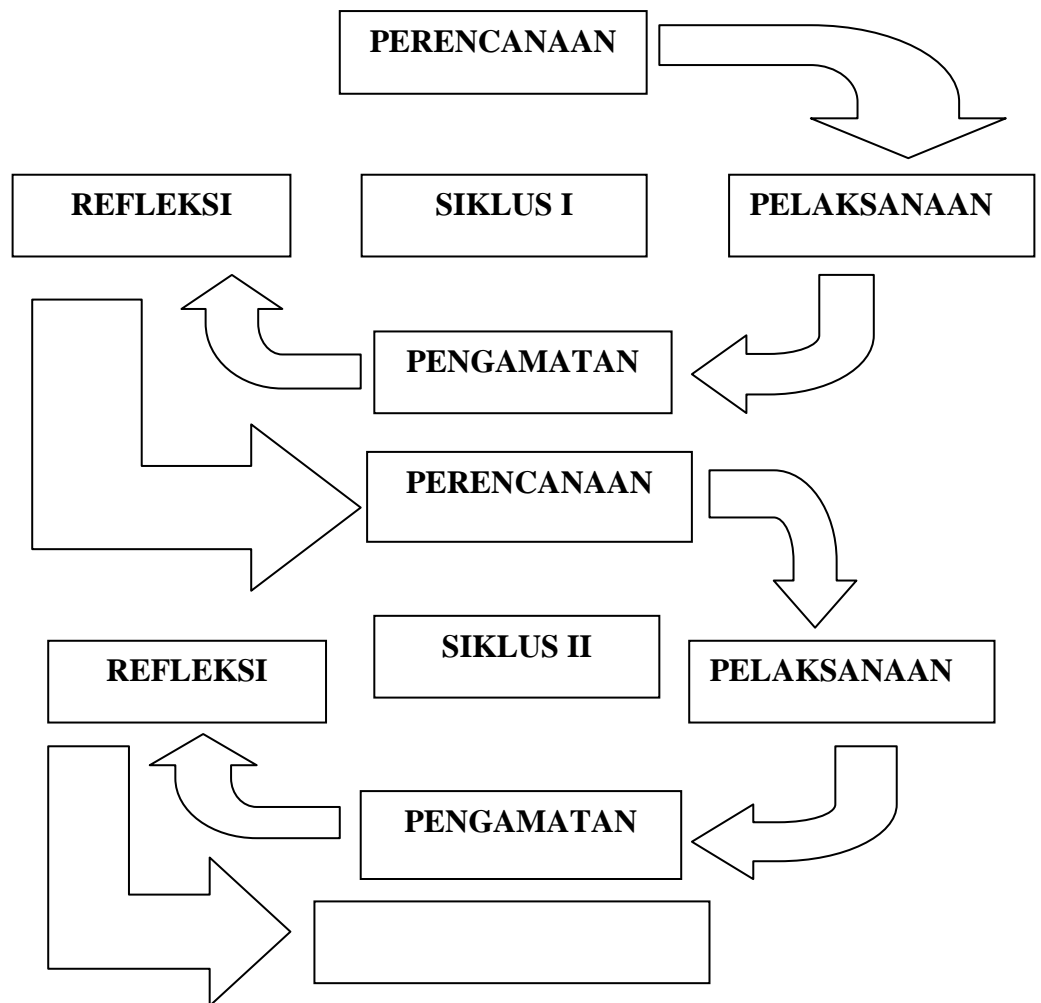 PERENCANAAN
REFLEKSI
SIKLUS I
PELAKSANAAN
PENGAMATAN
PERENCANAAN
REFLEKSI
SIKLUS II
PELAKSANAAN
PENGAMATAN